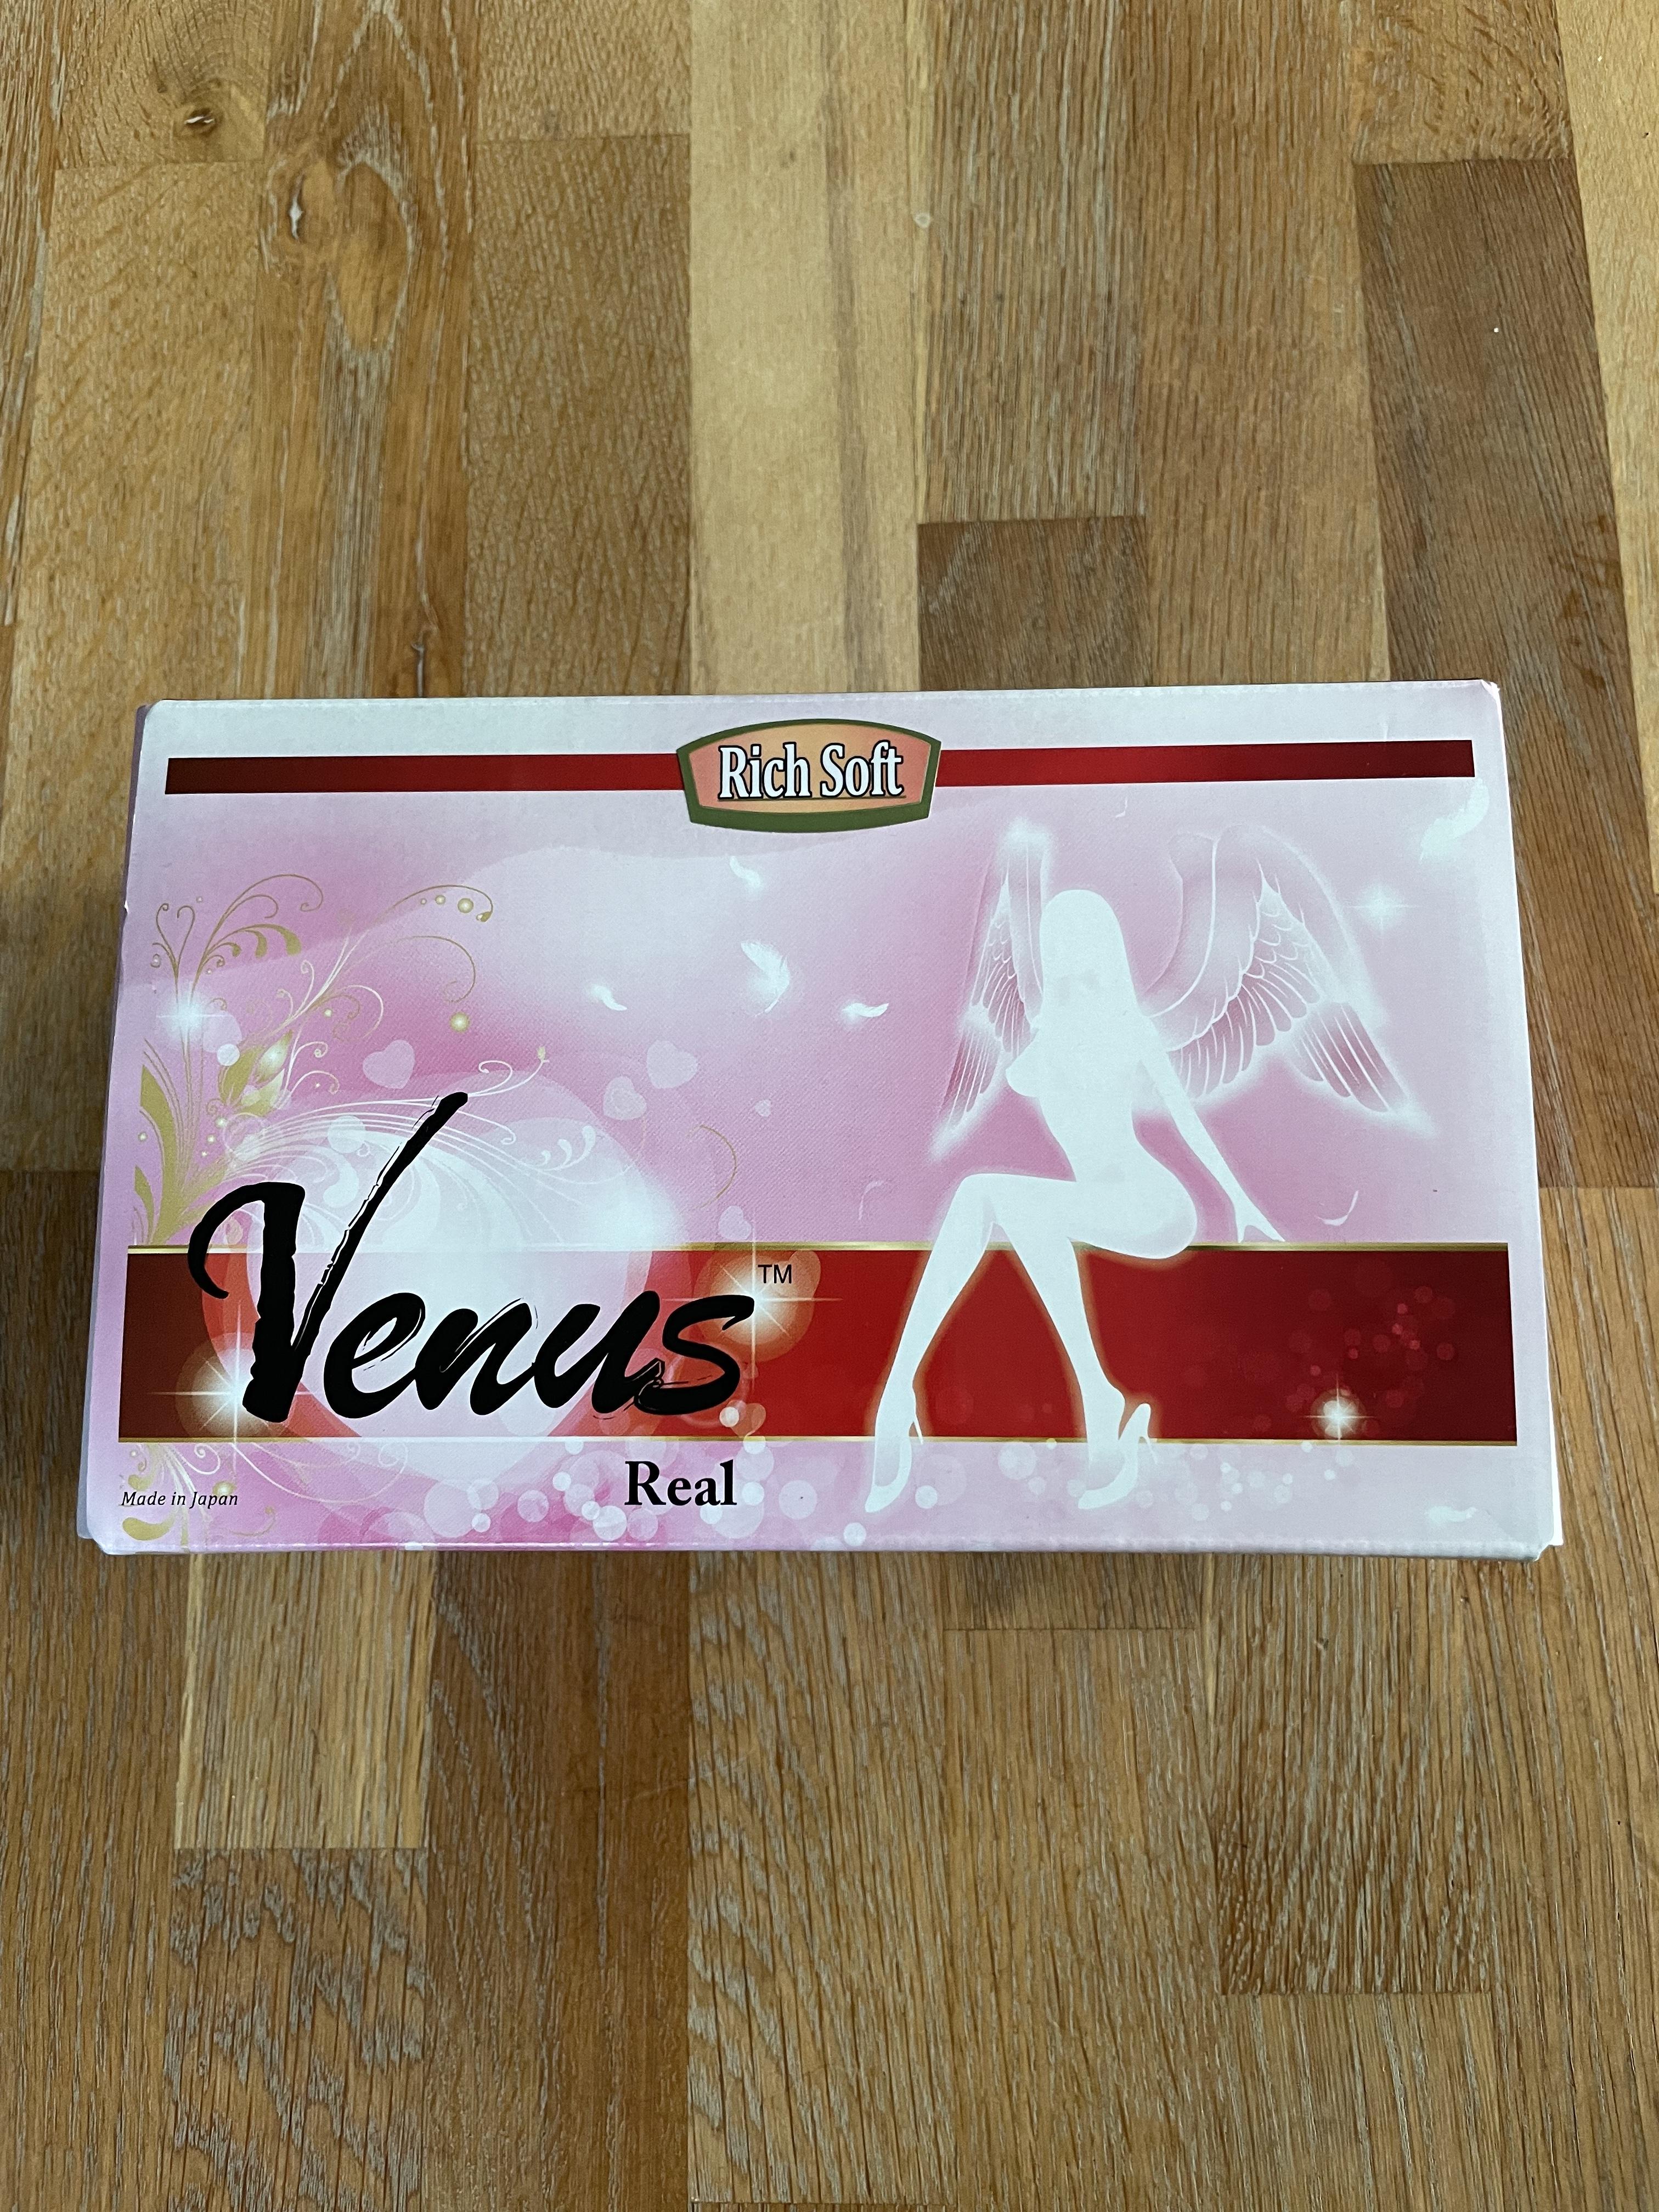 Rich Soft
Venus™
Real
Made in Japan